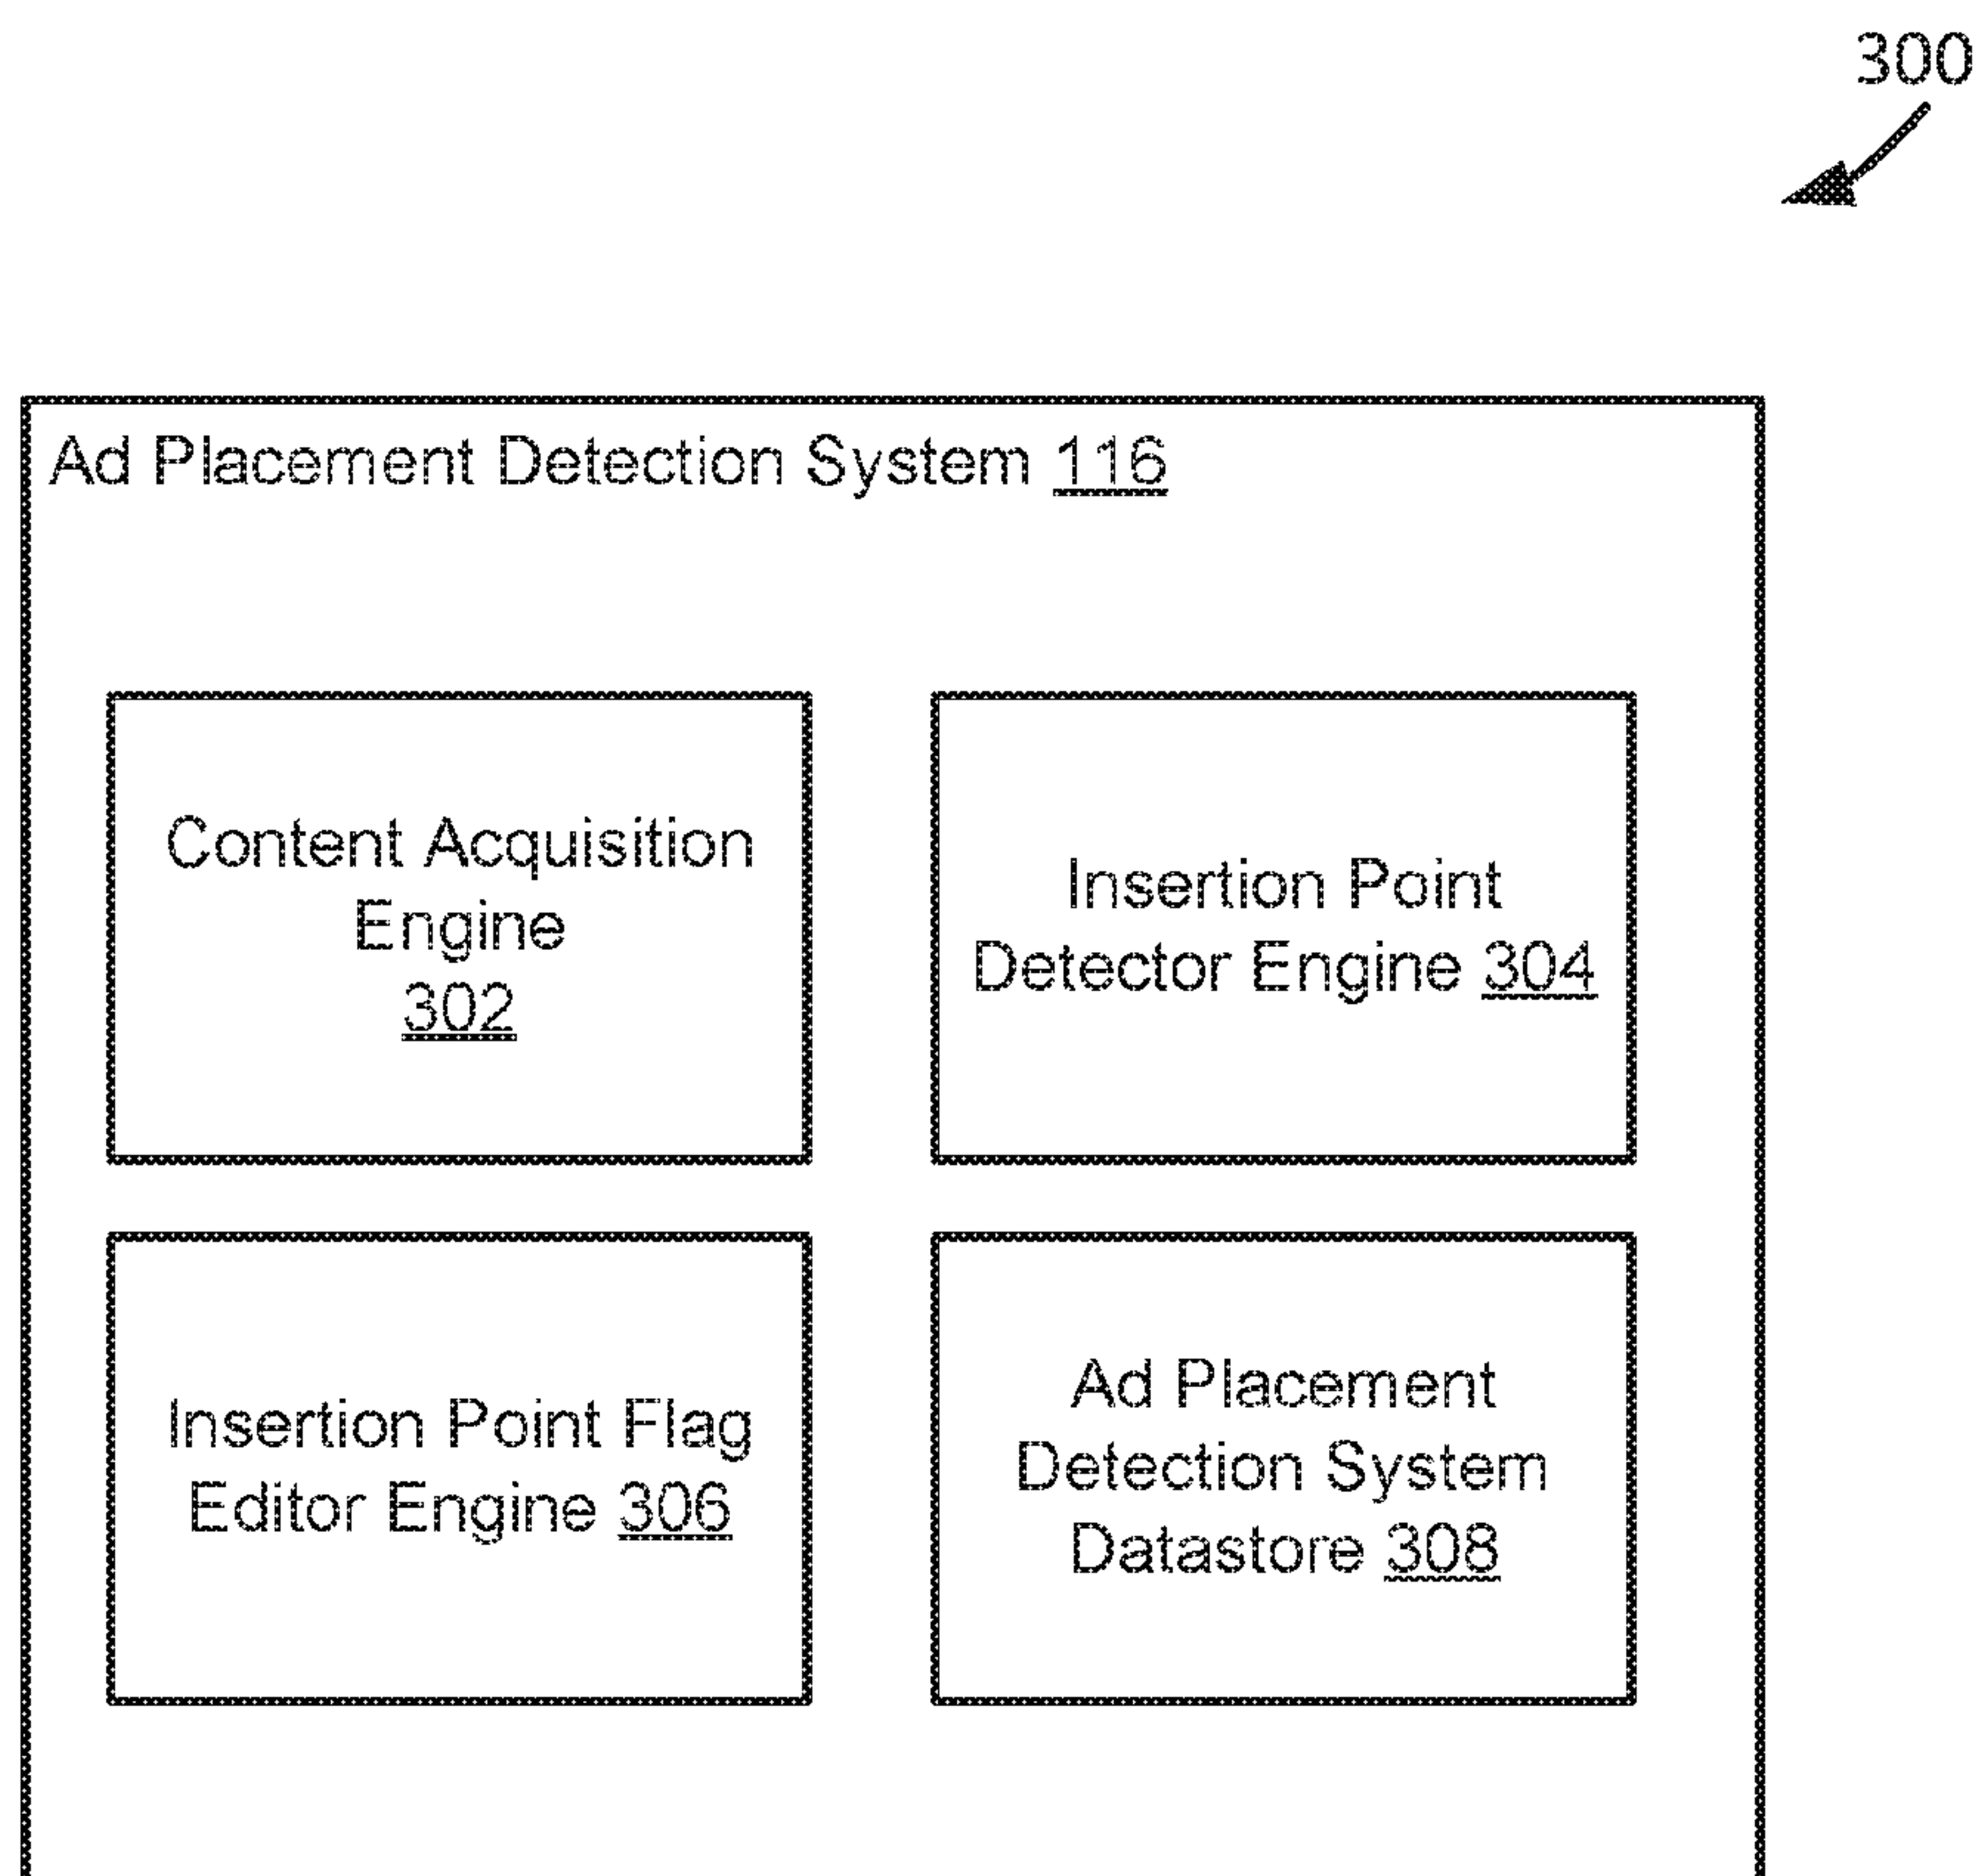 300
Ad Placement Detection System 116
Content Acquisition
Engine
302
Insertion Point
Detector Engine 304
Insertion Point Flag
Editor Engine 306
Ad Placement
Detection System
Datastore 308